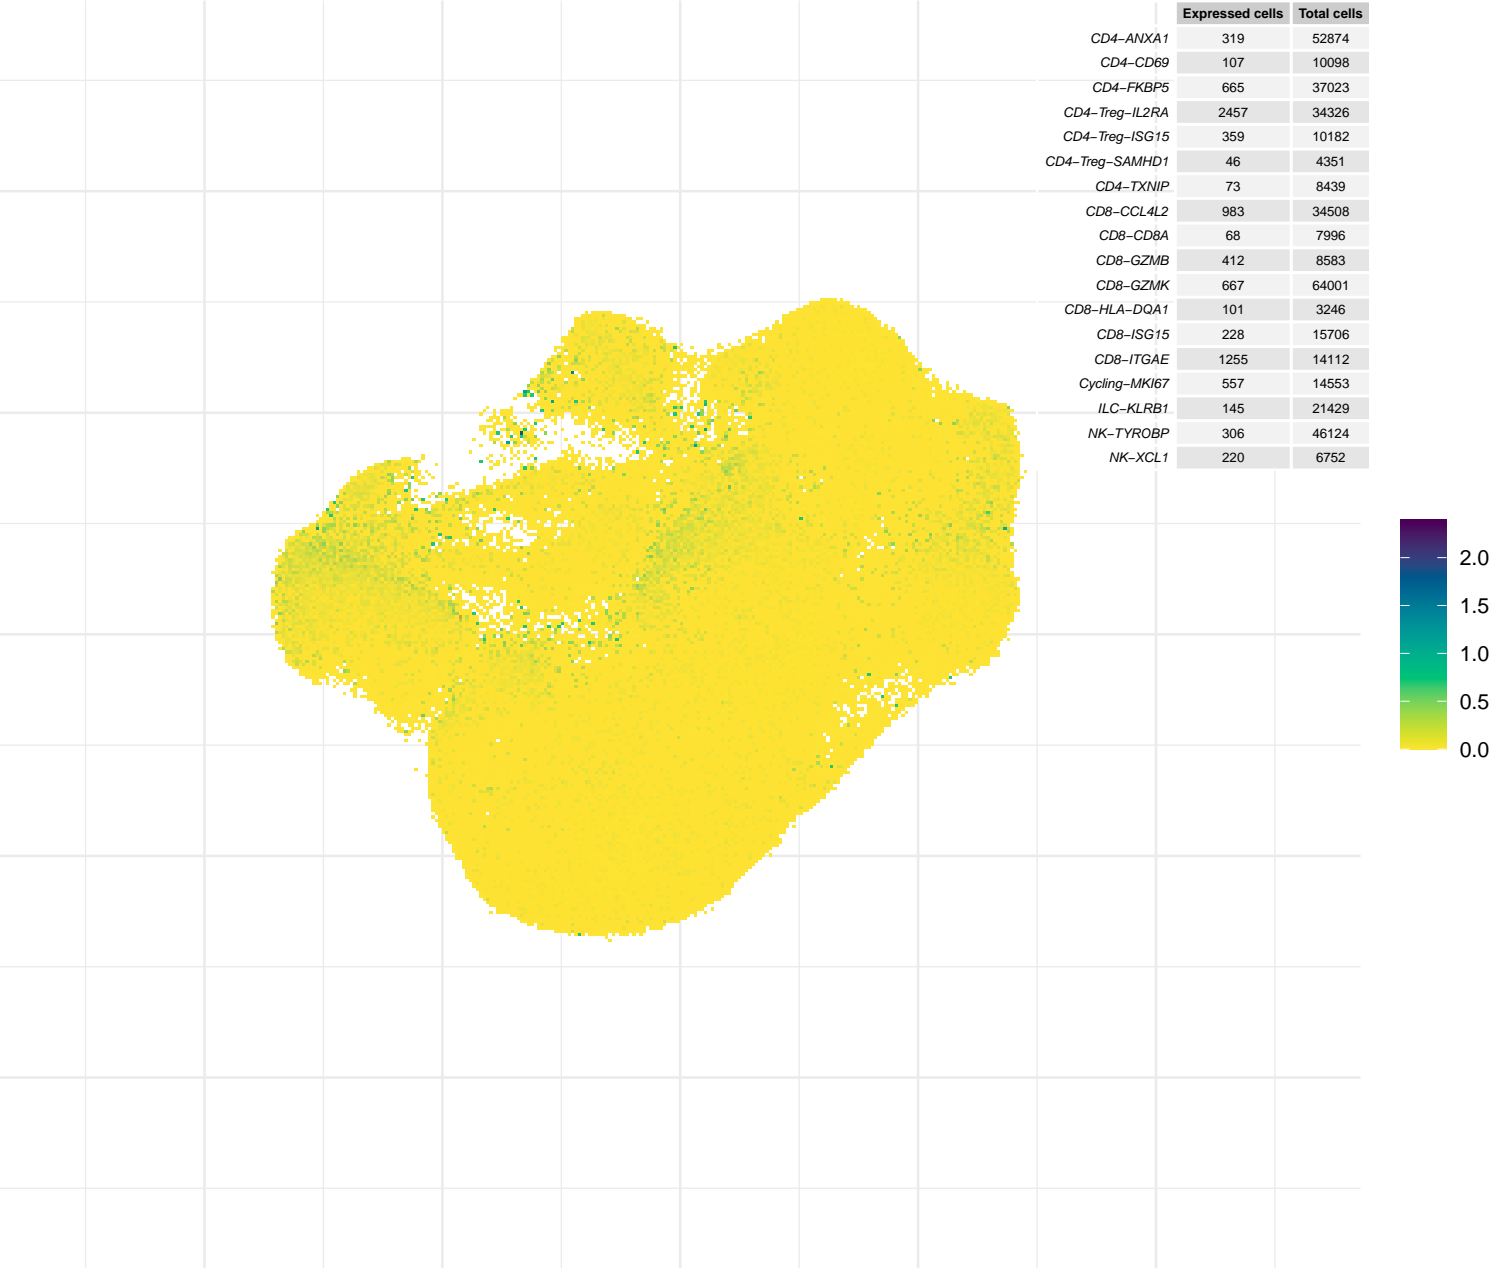 Expressed cells Total cells
CD4−ANXA1 319 52874
CD4−CD69 107 10098
CD4−FKBP5 665 37023
CD4−Treg−IL2RA 2457 34326
CD4−Treg−ISG15 359 10182
CD4−Treg−SAMHD1 46 4351
CD4−TXNIP 73 8439
CD8−CCL4L2 983 34508
CD8−CD8A 68 7996
CD8−GZMB 412 8583
CD8−GZMK 667 64001
CD8−HLA−DQA1 101 3246
CD8−ISG15 228 15706
CD8−ITGAE 1255 14112
Cycling−MKI67 557 14553
ILC−KLRB1 145 21429
NK−TYROBP 306 46124
NK−XCL1 220 6752
2.0
1.5
1.0
0.5
0.0